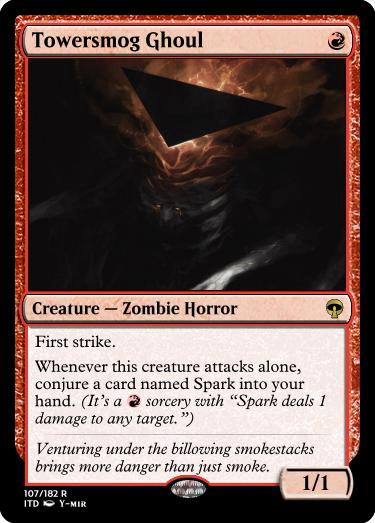 Towersmog Ghoul
Creature — Zombie Horror
First strike.
Whenever this creature attacks alone,
conjure a card named Spark into your
hand. (It's a sorcery with “Spark deals 1
damage to any target.”)
Venturing under the billowing smokestacks
brings more danger than just smoke.
1/1
107/182 R
ITD Y-MIR